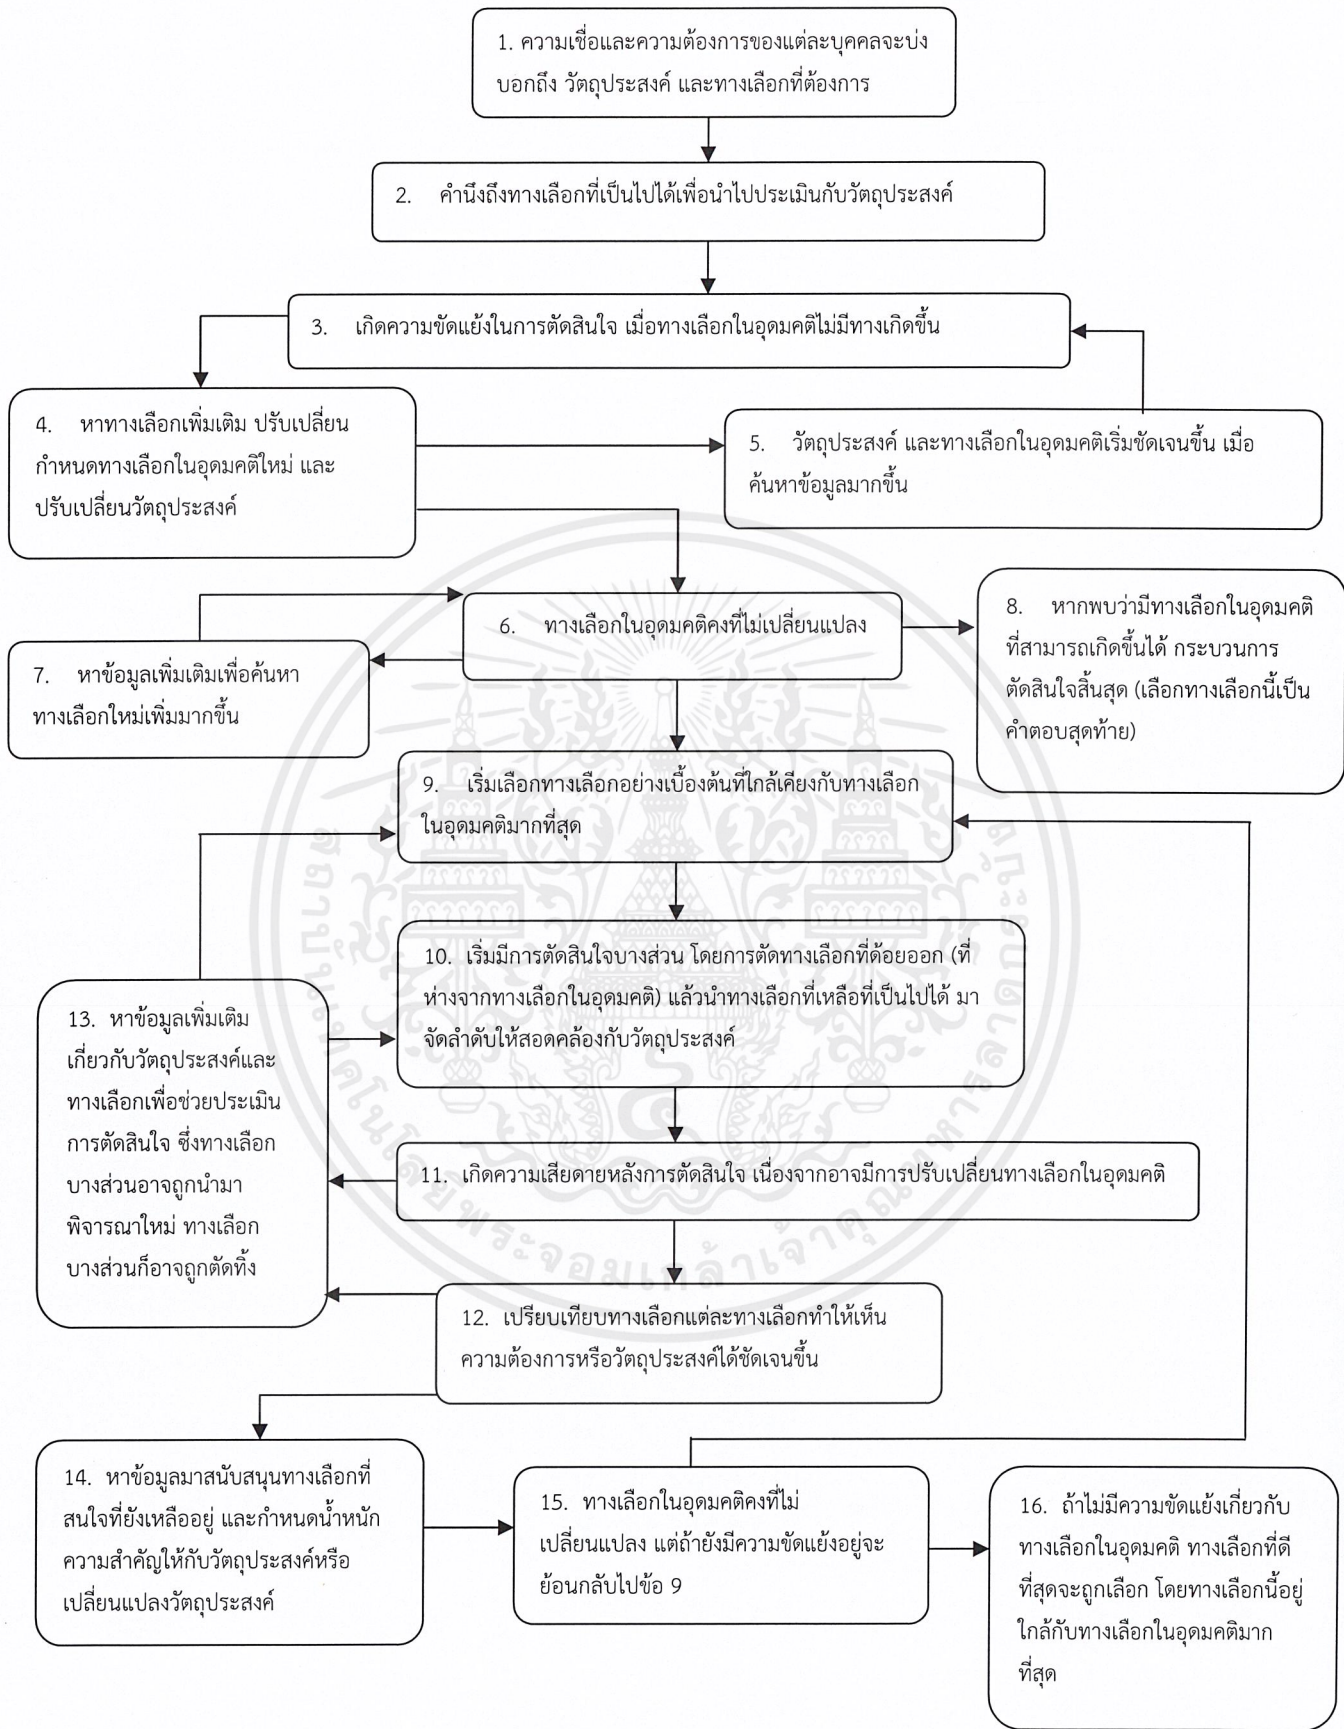 1. ความเชื่อและความต้องการของแต่ละบุคคลจะบ่ง
บอกถึง วัตถุประสงค์ และทางเลือกที่ต้องการ
2. คำนึงถึงทางเลือกที่เป็นไปได้เพื่อนำไปประเมินกับวัตถุประสงค์
3. เกิดความขัดแย้งในการตัดสินใจ เมื่อทางเลือกในอุดมคติไม่มีทางเกิดขึ้น
4. หาทางเลือกเพิ่มเติม ปรับเปลี่ยน
กำหนดทางเลือกในอุดมคติใหม่ และ
ปรับเปลี่ยนวัตถุประสงค์
5. วัตถุประสงค์ และทางเลือกในอุดมคติเริ่มชัดเจนขึ้น เมื่อ
ค้นหาข้อมูลมากขึ้น
6. ทางเลือกในอุดมคติคงที่ไม่เปลี่ยนแปลง
7. หาข้อมูลเพิ่มเติมเพื่อค้นหา
ทางเลือกใหม่เพิ่มมากขึ้น
8. หากพบว่ามีทางเลือกในอุดมคติ
ที่สามารถเกิดขึ้นได้ กระบวนการ
ตัดสินใจสิ้นสุด (เลือกทางเลือกนี้เป็น
คำตอบสุดท้าย)
9. เริ่มเลือกทางเลือกอย่างเบื้องต้นที่ใกล้เคียงกับทางเลือก
ในอุดมคติมากที่สุด
10. เริ่มมีการตัดสินใจบางส่วน โดยการตัดทางเลือกที่ด้อยออก (ที่
ห่างจากทางเลือกในอุดมคติ) แล้วนำทางเลือกที่เหลือที่เป็นไปได้ มา
จัดลำดับให้สอดคล้องกับวัตถุประสงค์
11. เกิดความเสียดายหลังการตัดสินใจ เนื่องจากอาจมีการปรับเปลี่ยนทางเลือกในอุดมคติ
12. เปรียบเทียบทางเลือกแต่ละทางเลือกทำให้เห็น
ความต้องการหรือวัตถุประสงค์ได้ชัดเจนขึ้น
13. หาข้อมูลเพิ่มเติม
เกี่ยวกับวัตถุประสงค์และ
ทางเลือกเพื่อช่วยประเมิน
การตัดสินใจ ซึ่งทางเลือก
บางส่วนอาจถูกนำมา
พิจารณาใหม่ ทางเลือก
บางส่วนก็อาจถูกตัดทิ้ง
14. หาข้อมูลมาสนับสนุนทางเลือกที่
สนใจที่ยังเหลืออยู่ และกำหนดน้ำหนัก
ความสำคัญให้กับวัตถุประสงค์หรือ
เปลี่ยนแปลงวัตถุประสงค์
15. ทางเลือกในอุดมคติคงที่ไม่
เปลี่ยนแปลง แต่ถ้ายังมีความขัดแย้งอยู่จะ
ย้อนกลับไปข้อ 9
16. ถ้าไม่มีความขัดแย้งเกี่ยวกับ
ทางเลือกในอุดมคติ ทางเลือกที่ดี
ที่สุดจะถูกเลือก โดยทางเลือกนี้อยู่
ใกล้กับทางเลือกในอุดมคติมาก
ที่สุด
สถาบันเทคโนโลยีพระจอมเกล้าเจ้าคุณทหารลาดกระบัง